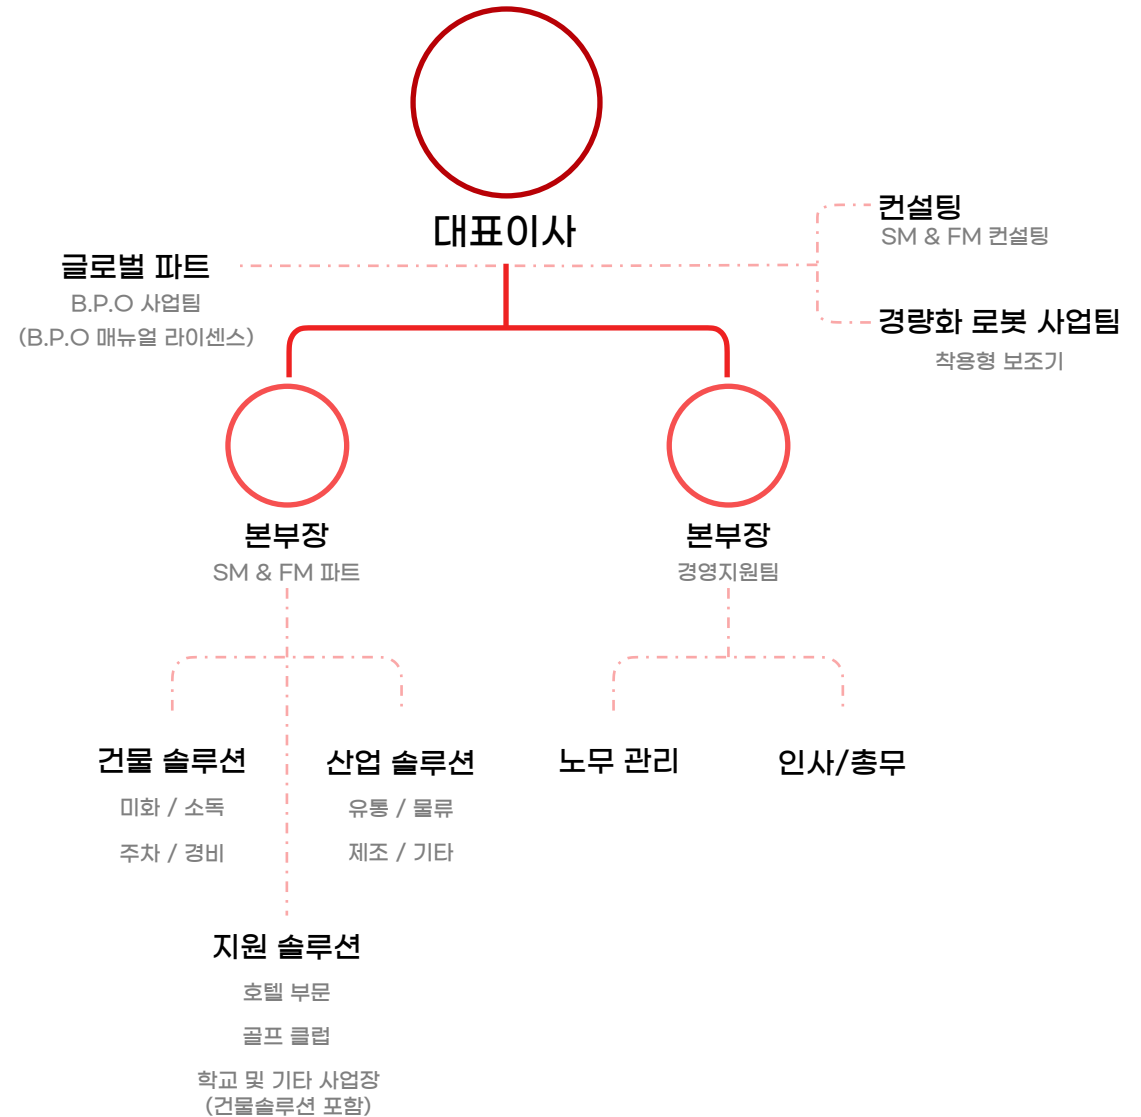 대표이사
컨설팅
SM & FM 컨설팅
글로벌 파트
B.P.O 사업팀
(B.P.O 매뉴얼 라이센스)
경량화 로봇 사업팀
착용형 보조기
본부장
SM & FM 파트
본부장
경영지원팀
건물 솔루션
미화 / 소독
주차 / 경비
산업 솔루션
유통 / 물류
제조 / 기타
노무 관리
인사/총무
지원 솔루션
호텔 부문
골프 클럽
학교 및 기타 사업장
(건물솔루션 포함)